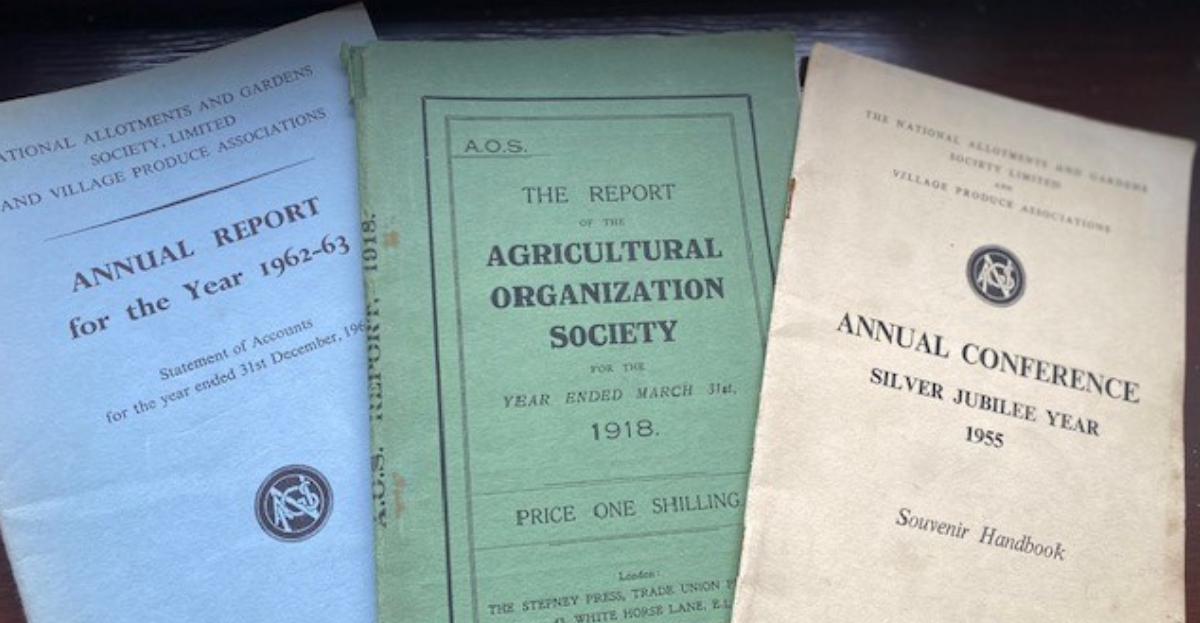 ATIONAL ALLOTMENTS AND GARDENS
SOCIETY, LIMITED
AND VILLAGE PRODUCE ASSOCIATIONS
ANNUAL REPORT
for the Year 1962-63
Statement of Accounts
for the year ended 31st December, 196
A.O.S. REPORT. 1918.
A.O.S.
THE REPORT
OF THE
AGRICULTURAL
ORGANIZATION
SOCIETY
FOR THE
YEAR ENDED MARCH 31st,
1918.
PRICE ONE SHILLING
London:
THE STEPNEY PRESS, TRADE UNION
WHITE HORSE LANE, E.1
THE NATIONAL ALLOTMENTS AND GARDENS
SOCIETY LIMITED
AND
VILLAGE PRODUCE ASSOCIATIONS
ANNUAL CONFERENCE
SILVER JUBILEE YEAR
1955
Souvenir Handbook